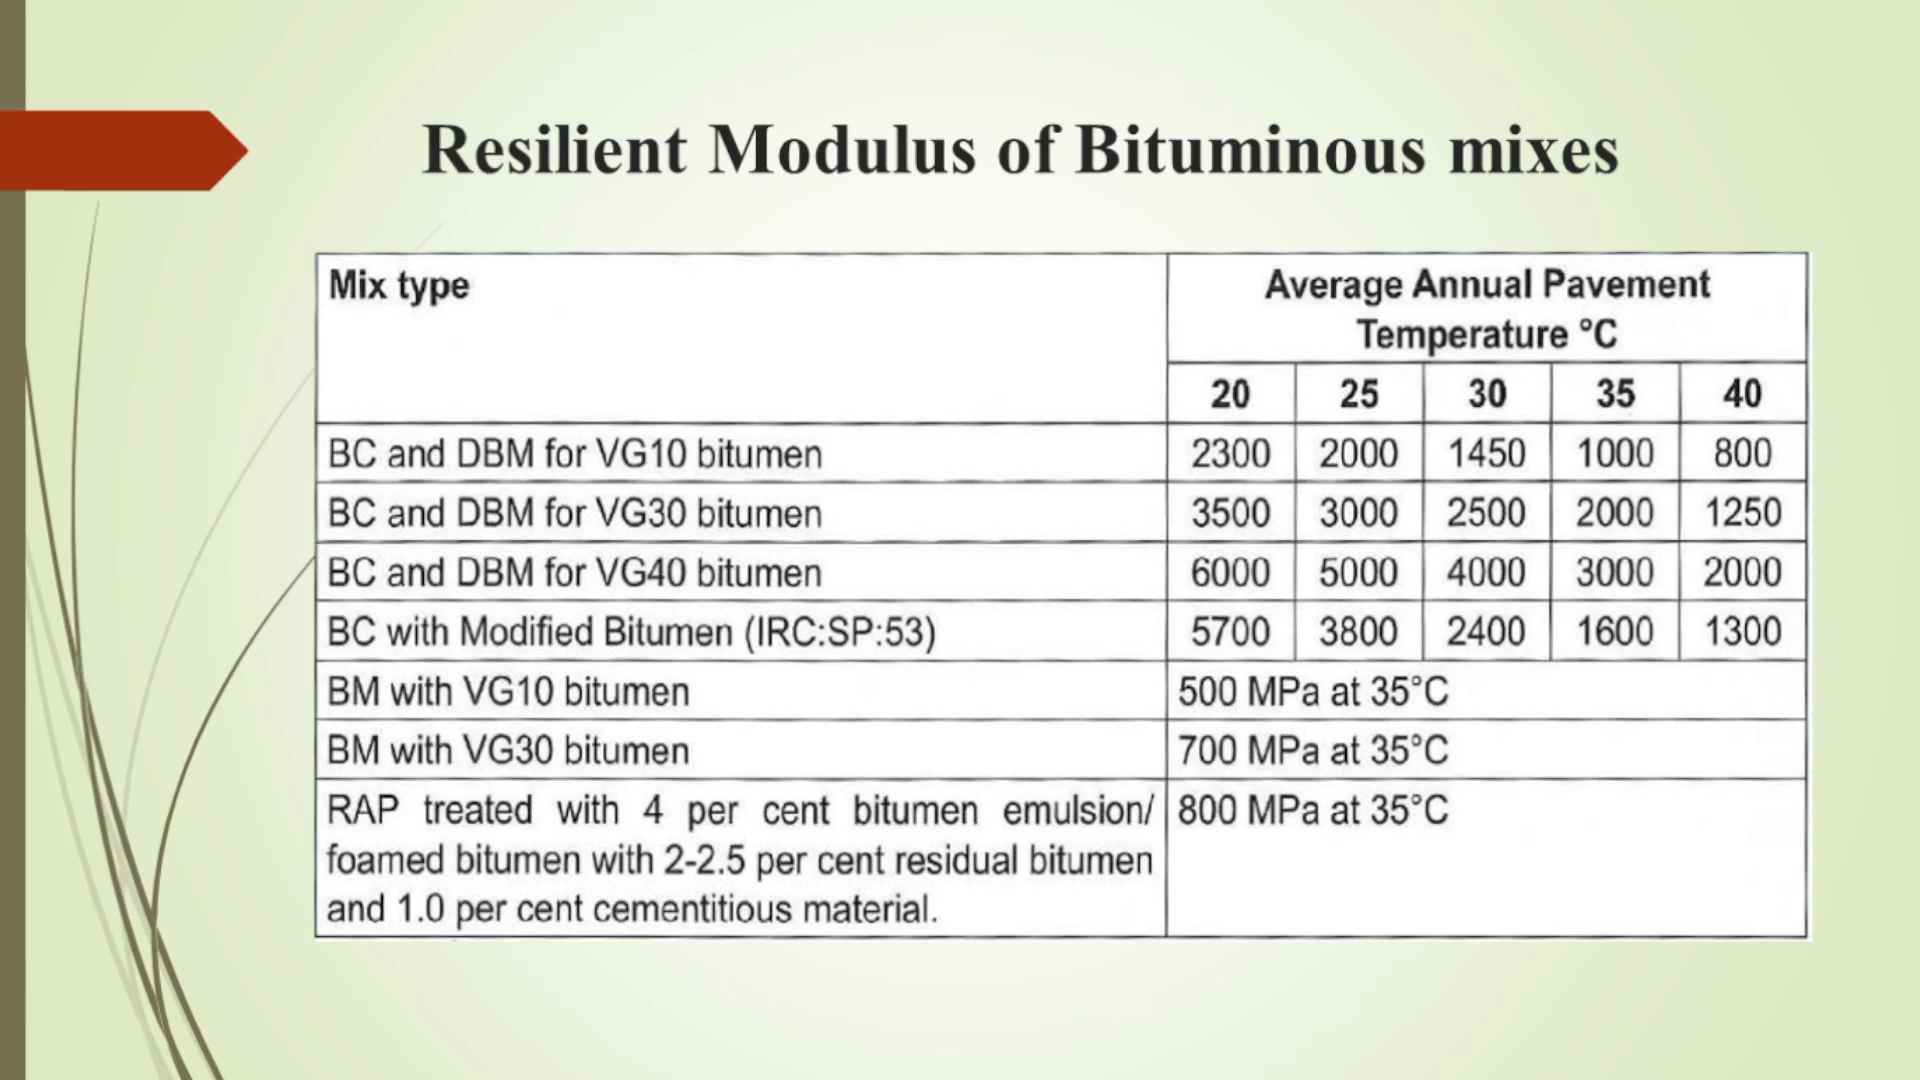 Resilient Modulus of Bituminous mixes
Mix type
Average Annual Pavement
Temperature °C
20 25 30 35 40
BC and DBM for VG10 bitumen 2300 2000 1450 1000 800
BC and DBM for VG30 bitumen 3500 3000 2500 2000 1250
BC and DBM for VG40 bitumen 6000 5000 4000 3000 2000
BC with Modified Bitumen (IRC:SP:53) 5700 3800 2400 1600 1300
BM with VG10 bitumen 500 MPa at 35°C
BM with VG30 bitumen 700 MPa at 35°C
RAP treated with 4 per cent bitumen emulsion/ 800 MPa at 35°C
foamed bitumen with 2-2.5 per cent residual bitumen
and 1.0 per cent cementitious material.